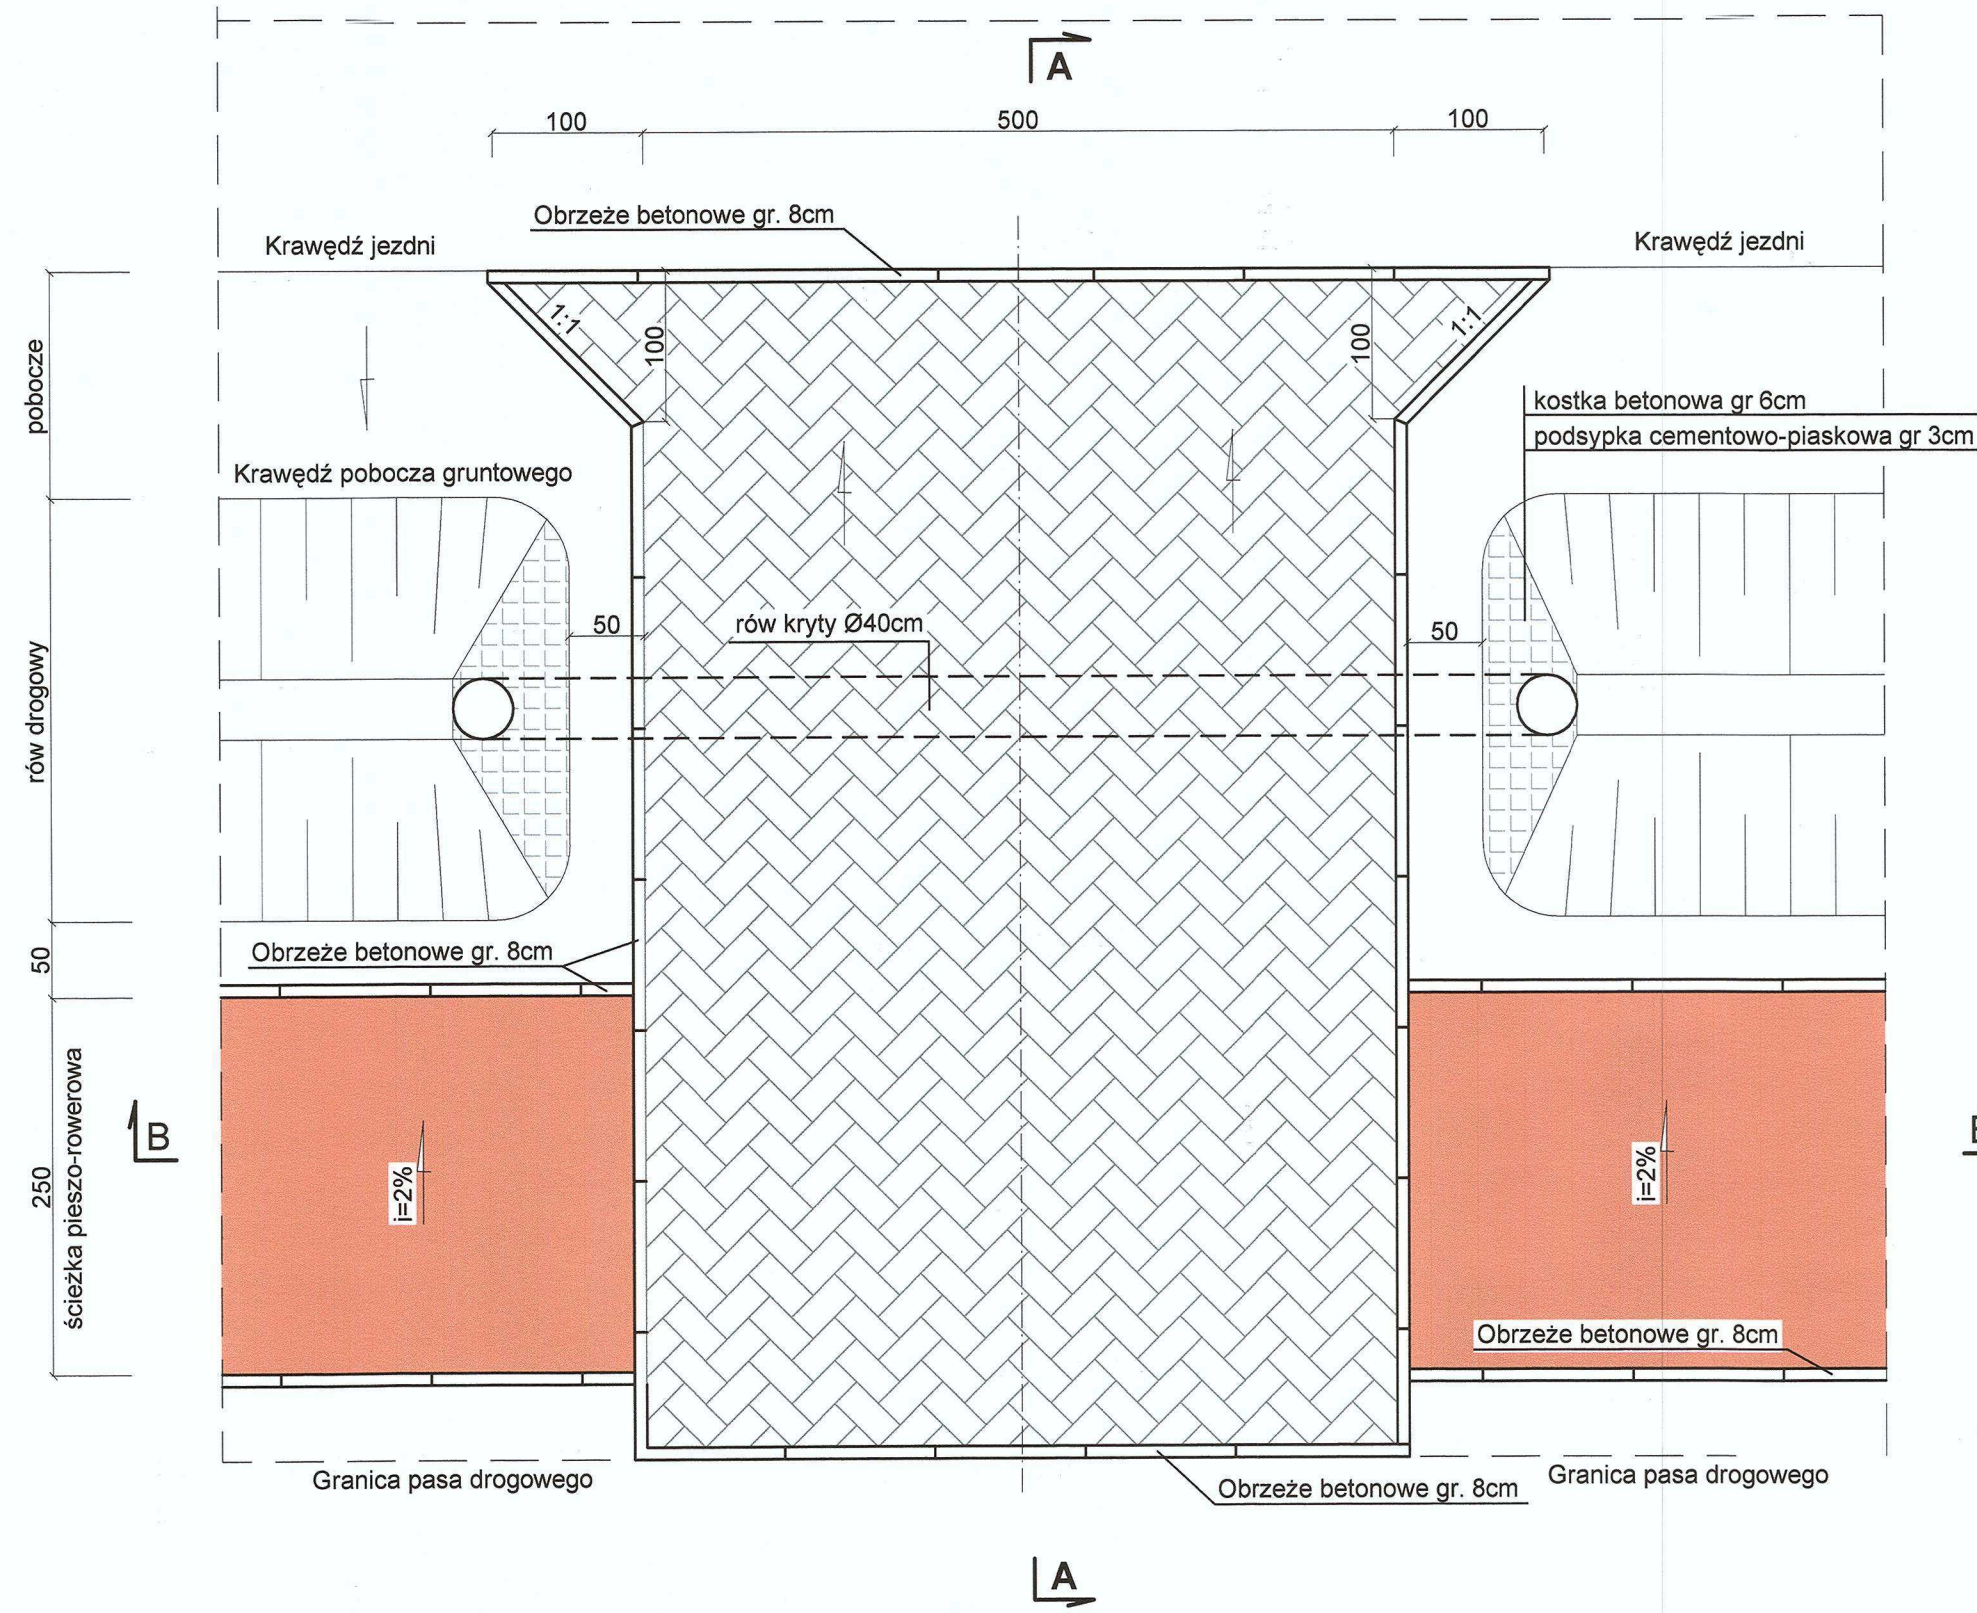 A
100
500
100
Obrzeże betonowe gr. 8cm
Krawędź jezdni
Krawędź jezdni
1:1
1:1
100
100
pobocze
kostka betonowa gr 6cm
podsypka cementowo-piaskowa gr 3cm
Krawędź pobocza gruntowego
50
rów kryty Ø40cm
50
rów drogowy
Obrzeże betonowe gr. 8cm
50
ścieżka pieszo-rowerowa
250
B
i=2%
i=2%
Obrzeże betonowe gr. 8cm
Granica pasa drogowego
Obrzeże betonowe gr. 8cm
Granica pasa drogowego
A